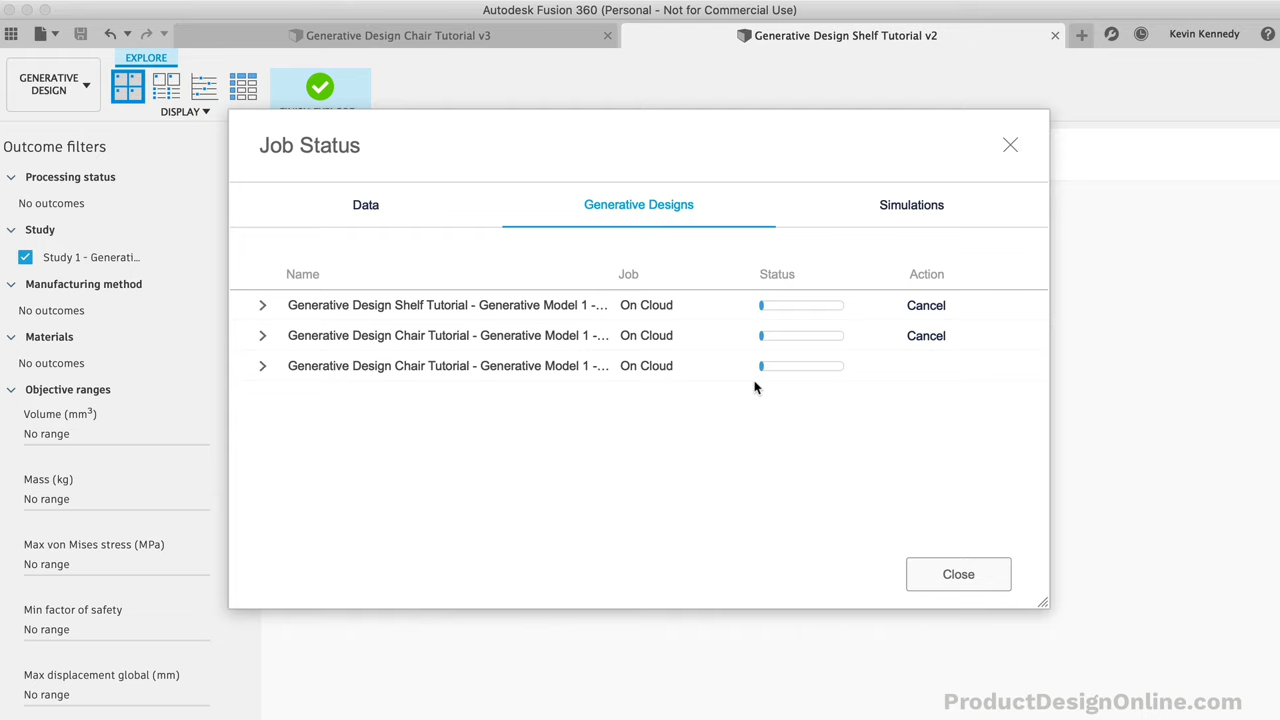 Autodesk Fusion 360 (Personal - Not for Commercial Use)
Generative Design Chair Tutorial v3
Generative Design Shelf Tutorial v2
Kevin Kennedy
GENERATIVE DESIGN
EXPLORE
DISPLAY
Outcome filters
Processing status
No outcomes
Study
Study 1 - Generati...
Manufacturing method
No outcomes
Materials
No outcomes
Objective ranges
Volume (mm3)
No range
Mass (kg)
No range
Max von Mises stress (MPa)
No range
Min factor of safety
No range
Max displacement global (mm)
No range
Job Status
Data Generative Designs Simulations
Name Job Status Action
Generative Design Shelf Tutorial - Generative Model 1 -... On Cloud Cancel
Generative Design Chair Tutorial - Generative Model 1 -... On Cloud Cancel
Generative Design Chair Tutorial - Generative Model 1 -... On Cloud
Close
ProductDesignOnline.com